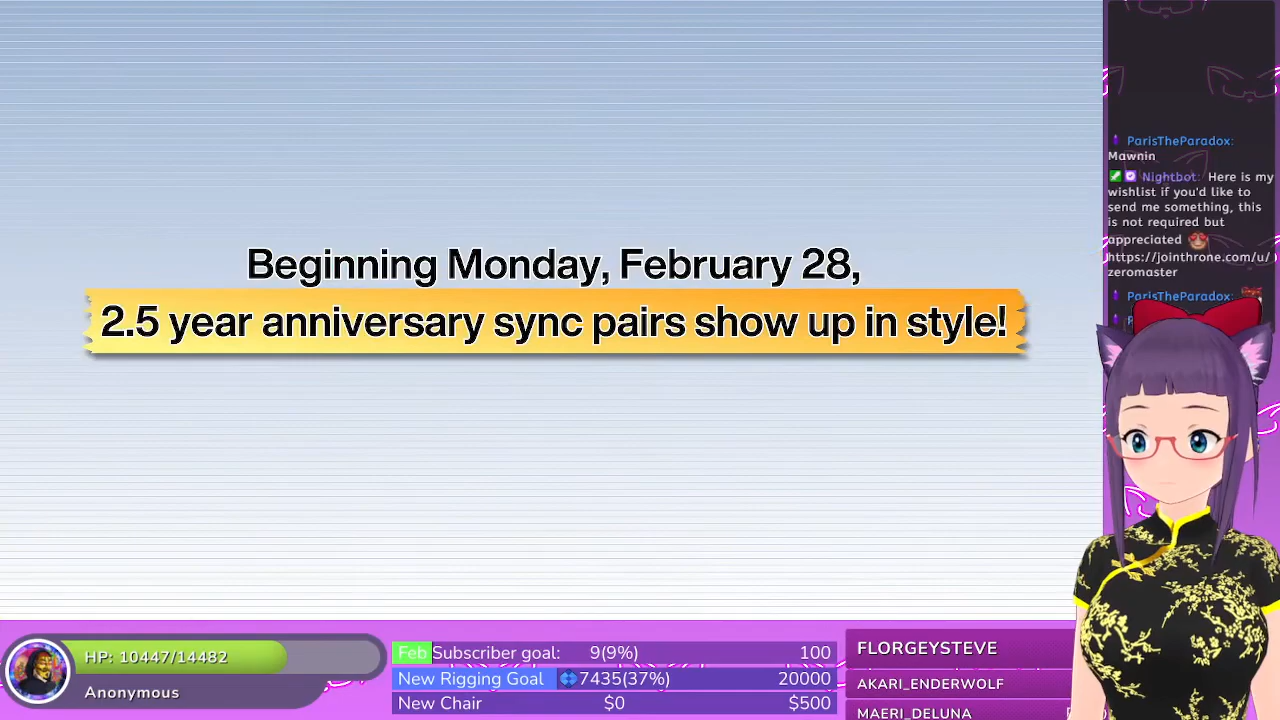 Beginning Monday, February 28,
2.5 year anniversary sync pairs show up in style!
ParisTheParadox:
Mawnin
Nightbot: Here is my
wishlist if you'd like to
send me something, this
is not required but
appreciated
https://jointhrone.com/u/
zeromaster
ParisTheParadox:
HP: 10447/14482
Anonymous
Feb Subscriber goal: 9(9%) 100
New Rigging Goal 7435(37%) 20000
New Chair $0 $500
FLORGEYSTEVE
AKARI_ENDERWOLF
MAERI_DELUNA